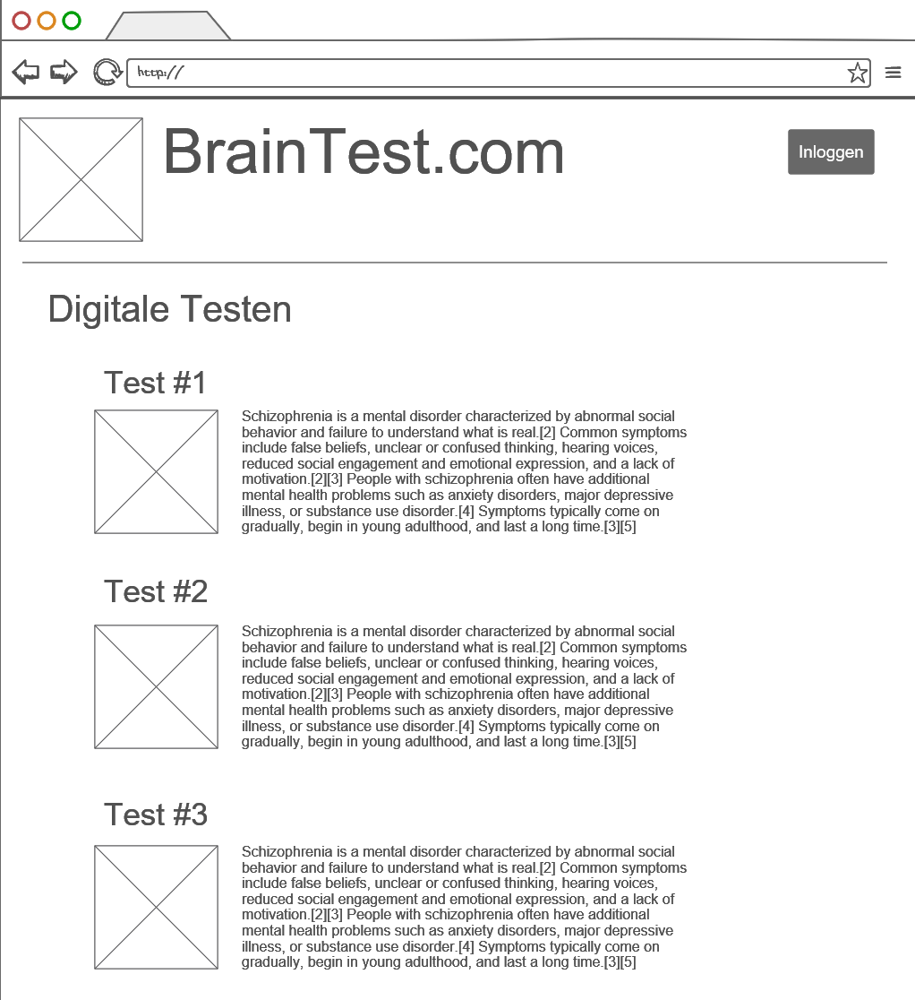 http://
BrainTest.com
Inloggen
Digitale Testen
Test #1
Schizophrenia is a mental disorder characterized by abnormal social
behavior and failure to understand what is real.[2] Common symptoms
include false beliefs, unclear or confused thinking, hearing voices,
reduced social engagement and emotional expression, and a lack of
motivation.[2][3] People with schizophrenia often have additional
mental health problems such as anxiety disorders, major depressive
illness, or substance use disorder.[4] Symptoms typically come on
gradually, begin in young adulthood, and last a long time.[3][5]
Test #2
Schizophrenia is a mental disorder characterized by abnormal social
behavior and failure to understand what is real.[2] Common symptoms
include false beliefs, unclear or confused thinking, hearing voices,
reduced social engagement and emotional expression, and a lack of
motivation.[2][3] People with schizophrenia often have additional
mental health problems such as anxiety disorders, major depressive
illness, or substance use disorder.[4] Symptoms typically come on
gradually, begin in young adulthood, and last a long time.[3][5]
Test #3
Schizophrenia is a mental disorder characterized by abnormal social
behavior and failure to understand what is real.[2] Common symptoms
include false beliefs, unclear or confused thinking, hearing voices,
reduced social engagement and emotional expression, and a lack of
motivation.[2][3] People with schizophrenia often have additional
mental health problems such as anxiety disorders, major depressive
illness, or substance use disorder.[4] Symptoms typically come on
gradually, begin in young adulthood, and last a long time.[3][5]